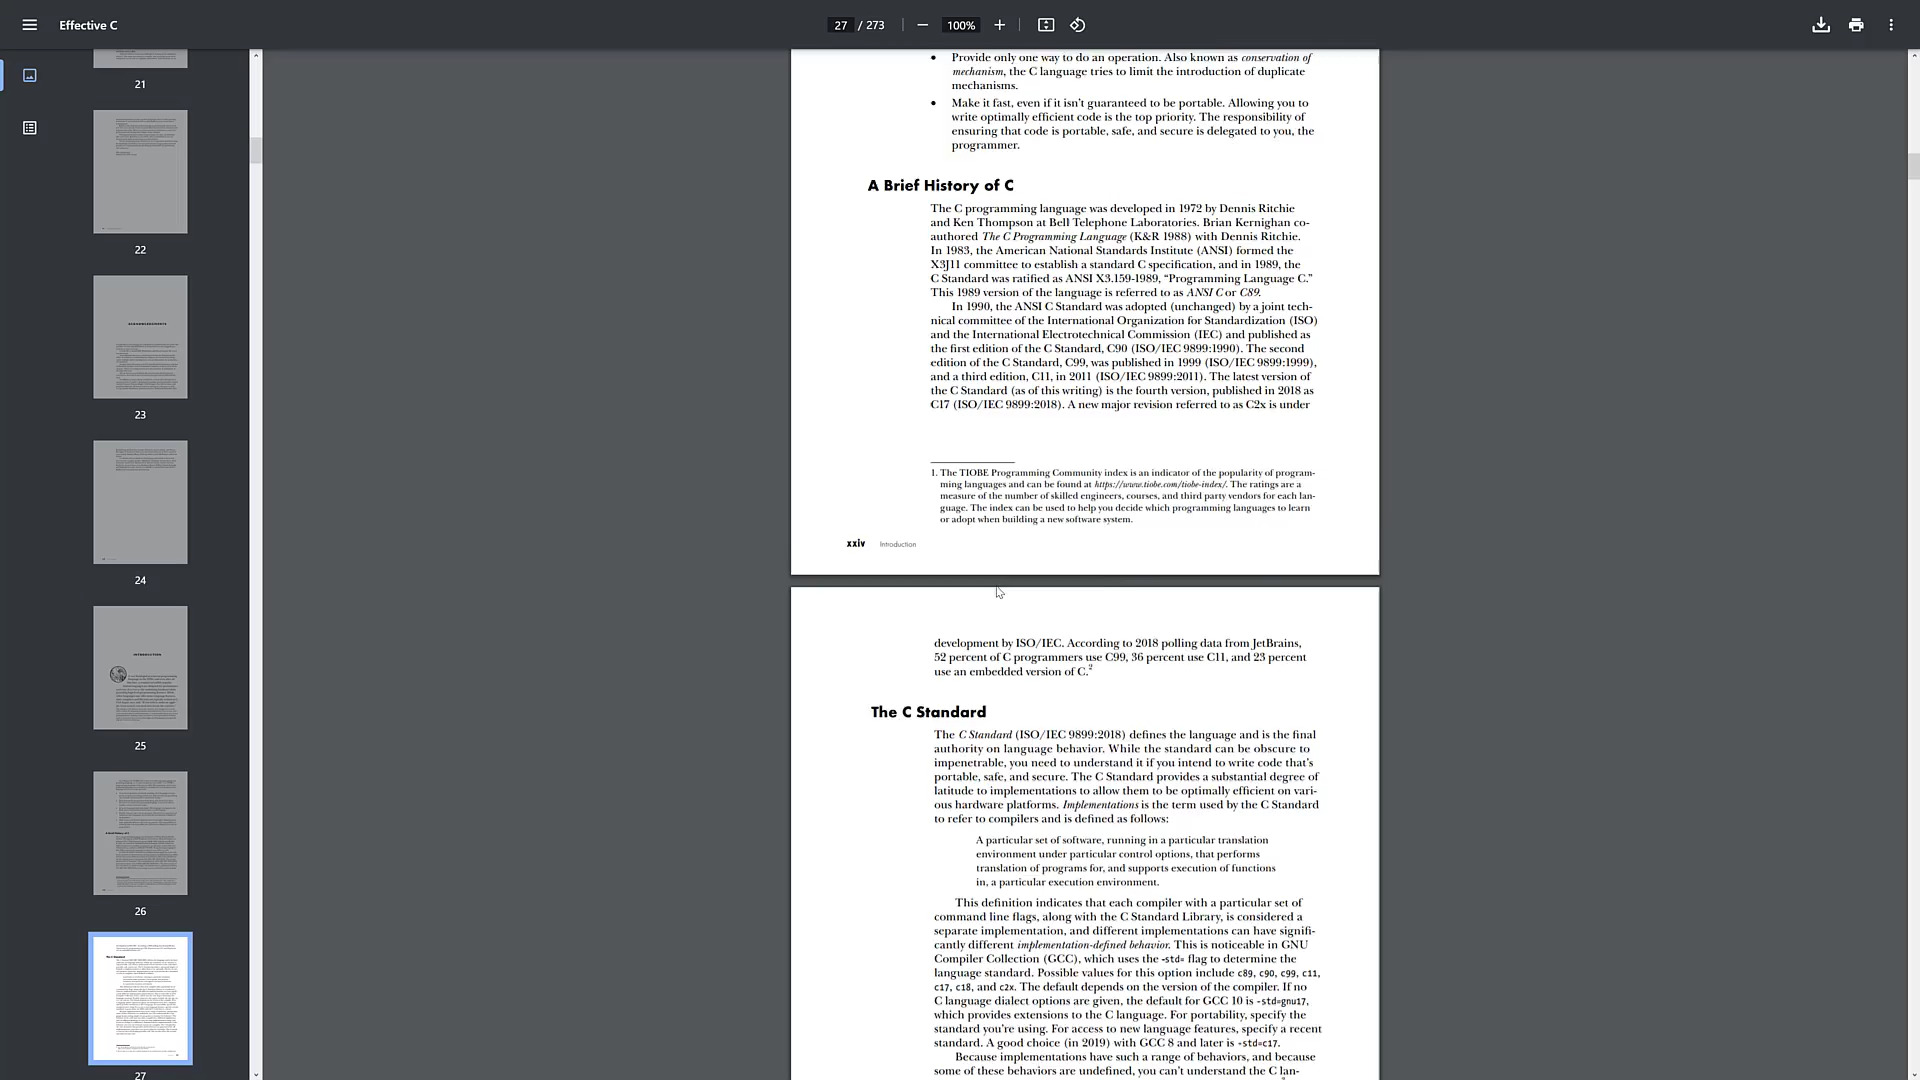 Effective C
27 / 273
100%
21
22
ACKNOWLEDGMENTS
23
24
INTRODUCTION
25
26
27
Provide only one way to do an operation. Also known as conservation of
mechanism, the C language tries to limit the introduction of duplicate
mechanisms.
Make it fast, even if it isn't guaranteed to be portable. Allowing you to
write optimally efficient code is the top priority. The responsibility of
ensuring that code is portable, safe, and secure is delegated to you, the
programmer.
A Brief History of C
The C programming language was developed in 1972 by Dennis Ritchie
and Ken Thompson at Bell Telephone Laboratories. Brian Kernighan co-
authored The C Programming Language (K&R 1988) with Dennis Ritchie.
In 1983, the American National Standards Institute (ANSI) formed the
X3J11 committee to establish a standard C specification, and in 1989, the
C Standard was ratified as ANSI X3.159-1989, “Programming Language C.”
This 1989 version of the language is referred to as ANSI C or C89.
In 1990, the ANSI C Standard was adopted (unchanged) by a joint tech-
nical committee of the International Organization for Standardization (ISO)
and the International Electrotechnical Commission (IEC) and published as
the first edition of the C Standard, C90 (ISO/IEC 9899:1990). The second
edition of the C Standard, C99, was published in 1999 (ISO/IEC 9899:1999),
and a third edition, C11, in 2011 (ISO/IEC 9899:2011). The latest version of
the C Standard (as of this writing) is the fourth version, published in 2018 as
C17 (ISO/IEC 9899:2018). A new major revision referred to as C2x is under
1. The TIOBE Programming Community index is an indicator of the popularity of program-
ming languages and can be found at https://www.tiobe.com/tiobe-index/. The ratings are a
measure of the number of skilled engineers, courses, and third party vendors for each lan-
guage. The index can be used to help you decide which programming languages to learn
or adopt when building a new software system.
xxiv Introduction
development by ISO/IEC. According to 2018 polling data from JetBrains,
52 percent of C programmers use C99, 36 percent use C11, and 23 percent
use an embedded version of C.2
The C Standard
The C Standard (ISO/IEC 9899:2018) defines the language and is the final
authority on language behavior. While the standard can be obscure to
impenetrable, you need to understand it if you intend to write code that's
portable, safe, and secure. The C Standard provides a substantial degree of
latitude to implementations to allow them to be optimally efficient on vari-
ous hardware platforms. Implementations is the term used by the C Standard
to refer to compilers and is defined as follows:
A particular set of software, running in a particular translation
environment under particular control options, that performs
translation of programs for, and supports execution of functions
in, a particular execution environment.
This definition indicates that each compiler with a particular set of
command line flags, along with the C Standard Library, is considered a
separate implementation, and different implementations can have signifi-
cantly different implementation-defined behavior. This is noticeable in GNU
Compiler Collection (GCC), which uses the -std= flag to determine the
language standard. Possible values for this option include c89, c90, c99, c11,
c17, c18, and c2x. The default depends on the version of the compiler. If no
C language dialect options are given, the default for GCC 10 is -std=gnu17,
which provides extensions to the C language. For portability, specify the
standard you're using. For access to new language features, specify a recent
standard. A good choice (in 2019) with GCC 8 and later is -std=c17.
Because implementations have such a range of behaviors, and because
some of these behaviors are undefined, you can't understand the C lan-